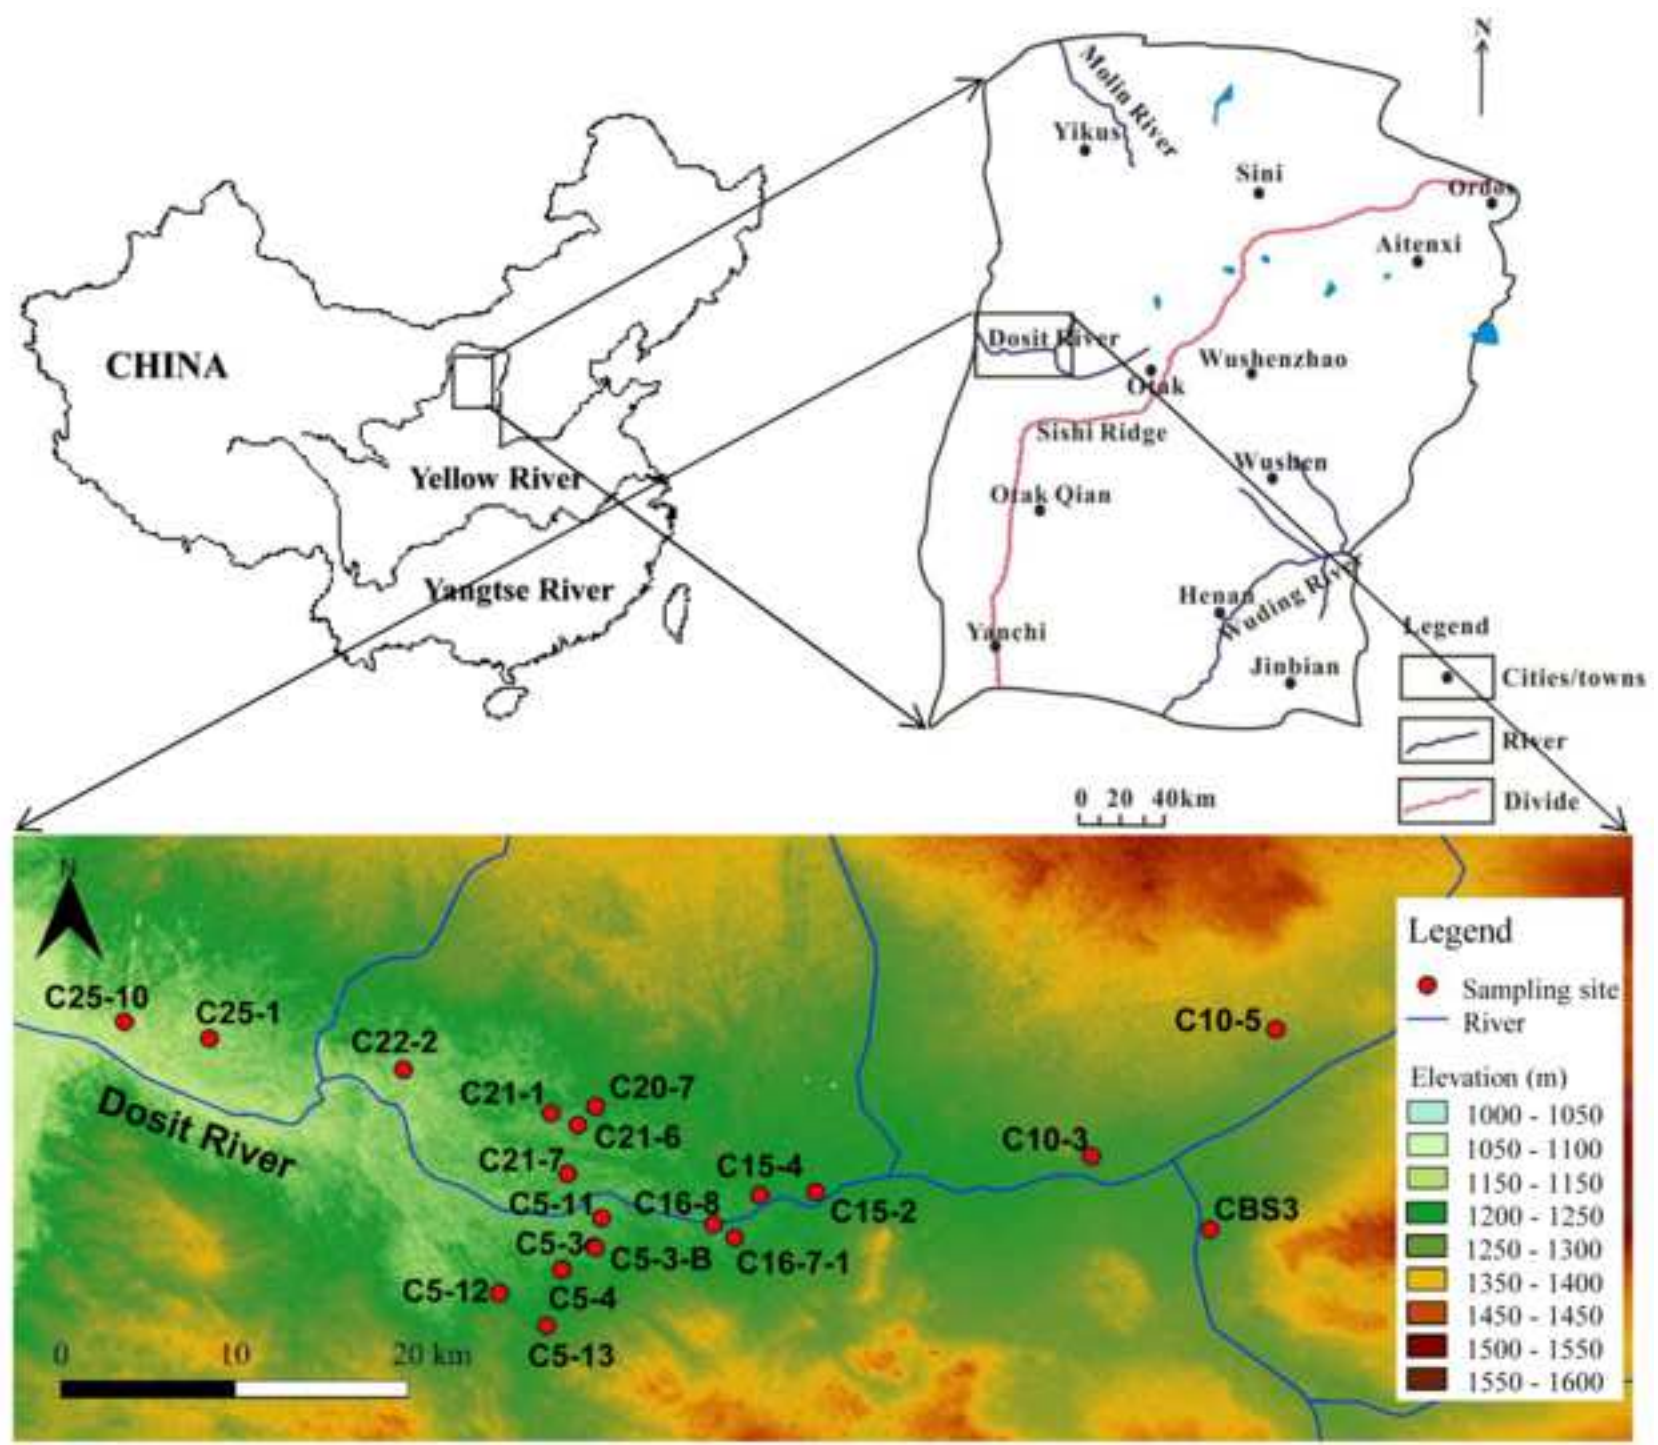 N
Molin River
Yikus
Sini
Ordos
Aitenxi
CHINA
Dosit River
Wushenzhao
Otak
Sishi Ridge
Yellow River
Wushen
Otak Qian
Yangtse River
Henan
Wuding River
Yanchi
Jinbian
Legend
Cities/towns
River
Divide
0 20 40km
N
Legend
Sampling site
River
Elevation (m)
1000 - 1050
1050 - 1100
1150 - 1150
1200 - 1250
1250 - 1300
1350 - 1400
1450 - 1450
1500 - 1550
1550 - 1600
C25-10
C25-1
C22-2
C10-5
C21-1
C20-7
C21-6
Dosit River
C10-3
C21-7
C15-4
C5-11
C16-8
C15-2
CBS3
C5-3
C5-3-B
C16-7-1
C5-12
C5-4
C5-13
0 10 20 km